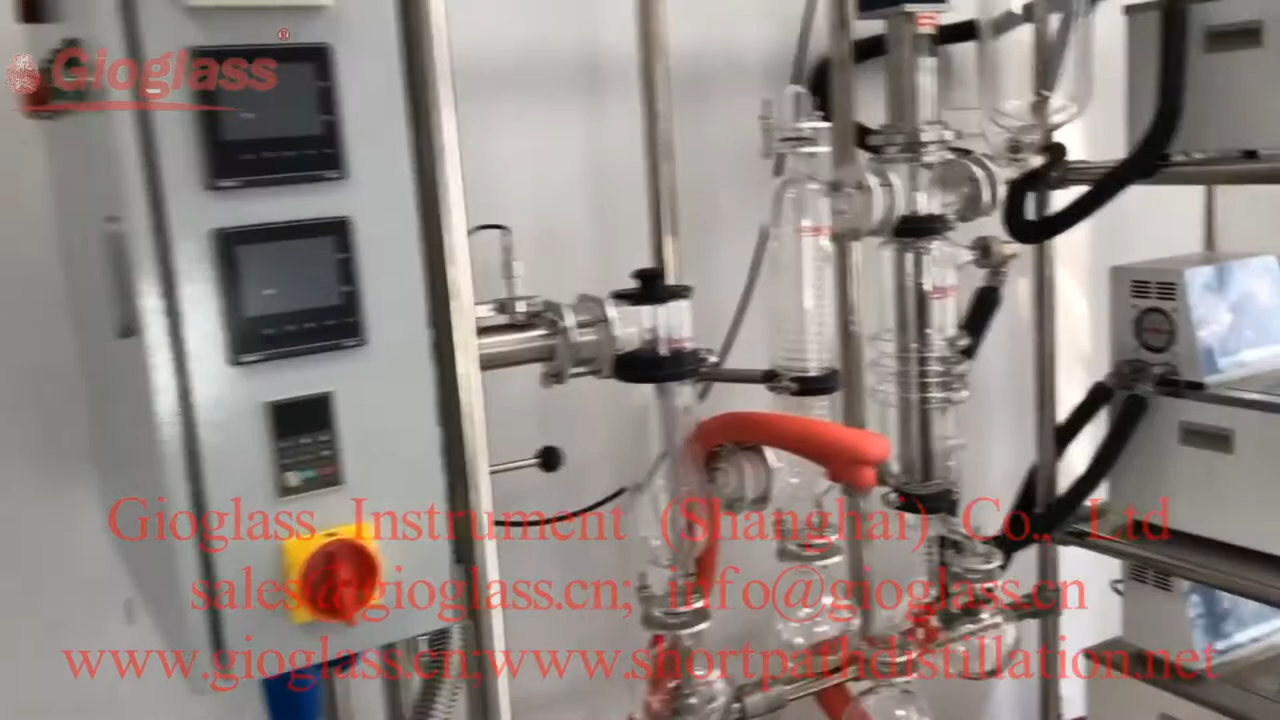 Gioglass®
Gioglass Instrument (Shanghai) Co., Ltd
sales@gioglass.cn; info@gioglass.cn
www.gioglass.cn;www.shortpathdistillation.net